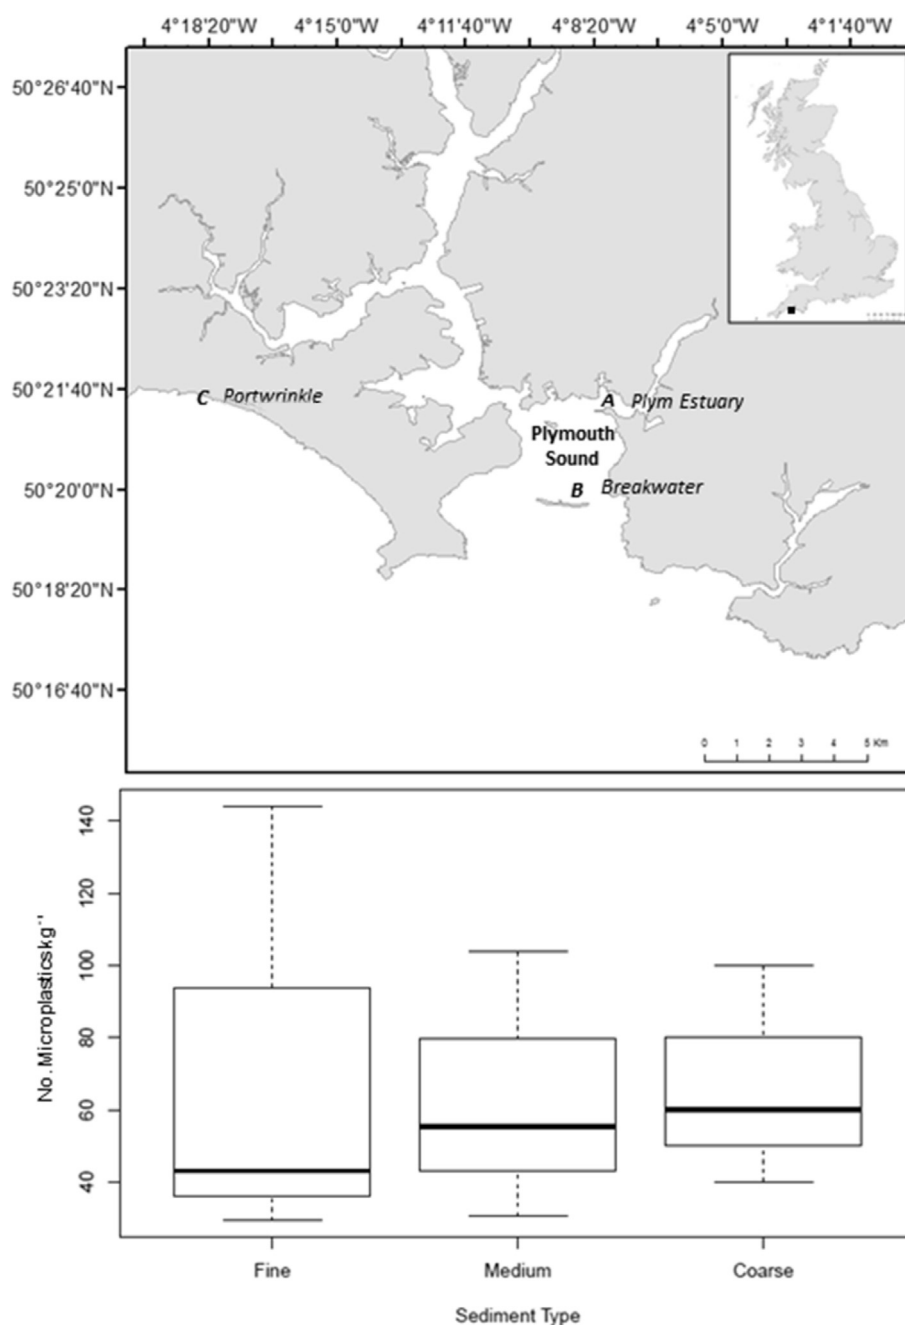 4°18'20"W 4°15'0"W 4°11'40"W 4°8'20"W 4°5'0"W 4°1'40"W
50°26'40"N
50°25'0"N
50°23'20"N
50°21'40"N
C Portwrinkle
A Plym Estuary
Plymouth
Sound
50°20'0"N
B Breakwater
50°18'20"N
50°16'40"N
0 1 2 3 4 5 Km
No. Microplasticskg⁻¹
140
120
100
80
60
40
Fine Medium Coarse
Sediment Type